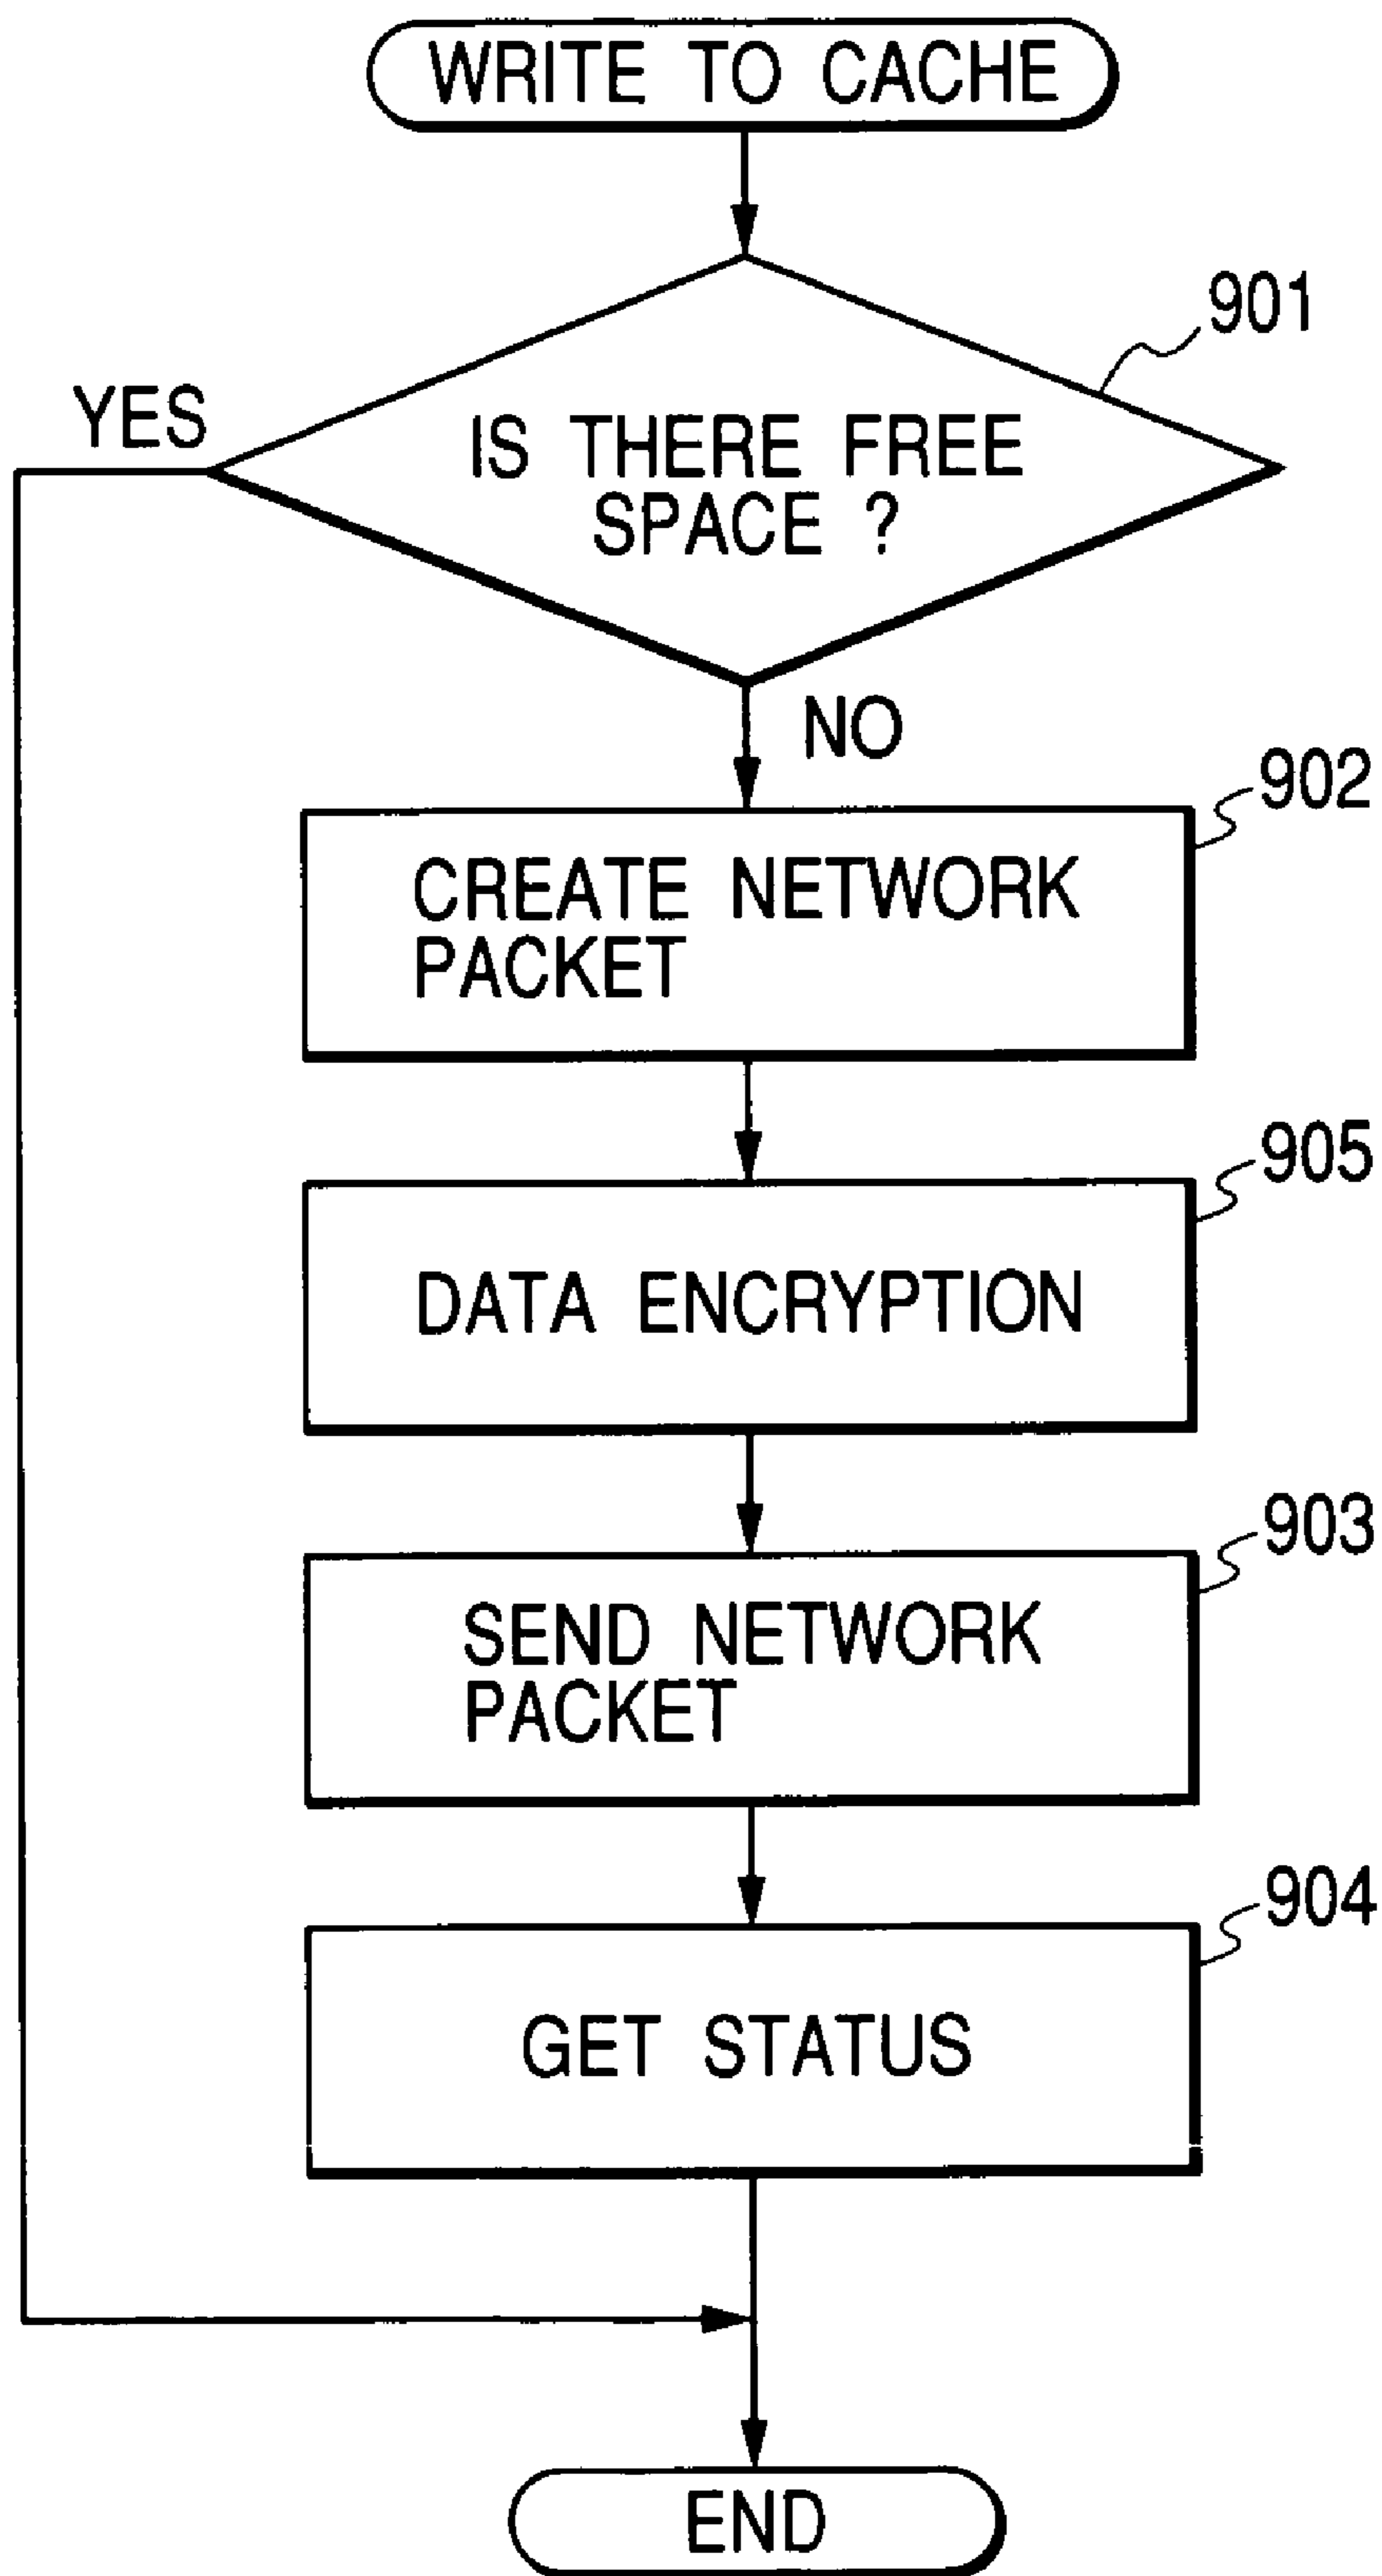 WRITE TO CACHE
901
YES
IS THERE FREE
SPACE ?
NO
902
CREATE NETWORK
PACKET
905
DATA ENCRYPTION
903
SEND NETWORK
PACKET
904
GET STATUS
END